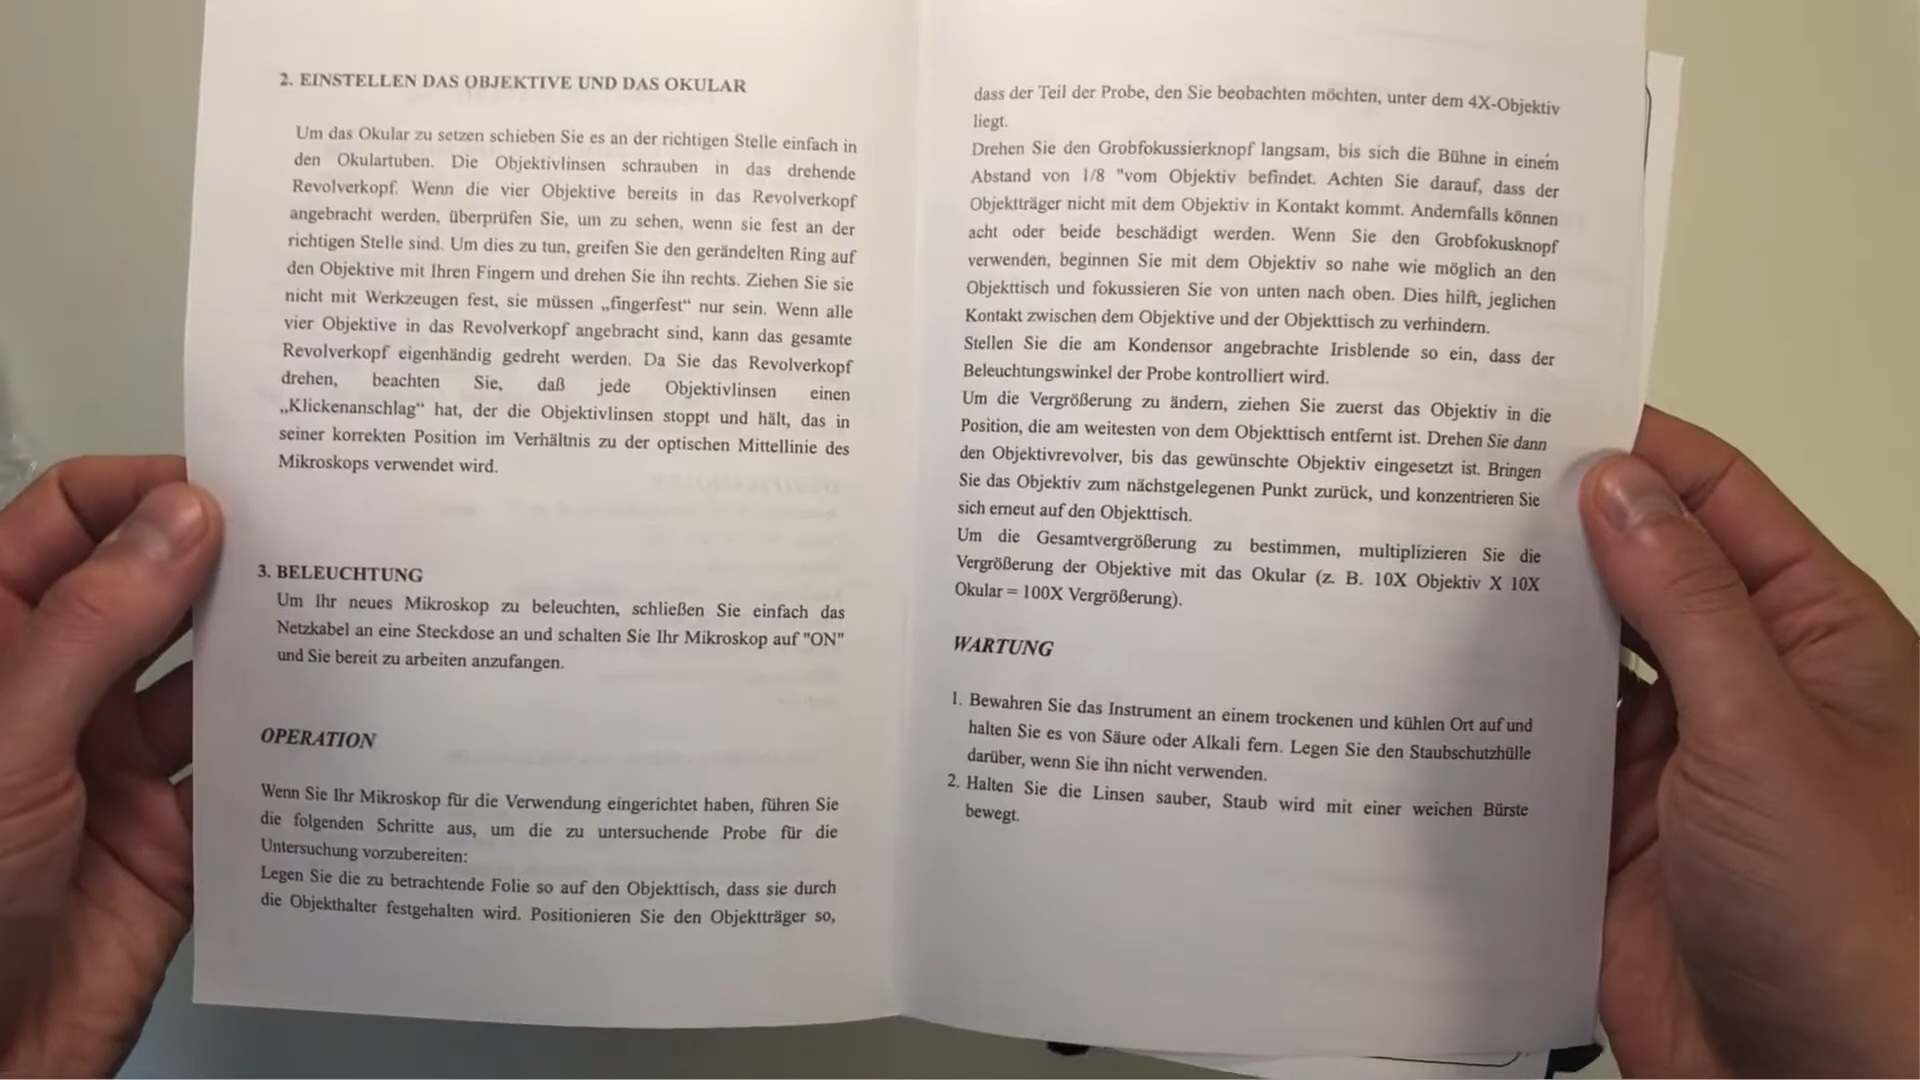 2. EINSTELLEN DAS OBJEKTIVE UND DAS OKULAR
Um das Okular zu setzen schieben Sie es an der richtigen Stelle einfach in
den Okulartuben. Die Objektivlinsen schrauben in das drehende
Revolverkopf. Wenn die vier Objektive bereits in das Revolverkopf
angebracht werden, überprüfen Sie, um zu sehen, wenn sie fest an der
richtigen Stelle sind. Um dies zu tun, greifen Sie den gerändelten Ring auf
den Objektive mit Ihren Fingern und drehen Sie ihn rechts. Ziehen Sie sie
nicht mit Werkzeugen fest, sie müssen „fingerfest“ nur sein. Wenn alle
vier Objektive in das Revolverkopf angebracht sind, kann das gesamte
Revolverkopf eigenhändig gedreht werden. Da Sie das Revolverkopf
drehen, beachten Sie, daß jede Objektivlinsen einen
„Klickenanschlag“ hat, der die Objektivlinsen stoppt und hält, das in
seiner korrekten Position im Verhältnis zu der optischen Mittellinie des
Mikroskops verwendet wird.
3. BELEUCHTUNG
Um Ihr neues Mikroskop zu beleuchten, schließen Sie einfach das
Netzkabel an eine Steckdose an und schalten Sie Ihr Mikroskop auf "ON"
und Sie bereit zu arbeiten anzufangen.
OPERATION
Wenn Sie Ihr Mikroskop für die Verwendung eingerichtet haben, führen Sie
die folgenden Schritte aus, um die zu untersuchende Probe für die
Untersuchung vorzubereiten:
Legen Sie die zu betrachtende Folie so auf den Objekttisch, dass sie durch
die Objekthalter festgehalten wird. Positionieren Sie den Objektträger so,
dass der Teil der Probe, den Sie beobachten möchten, unter dem 4X-Objektiv
liegt.
Drehen Sie den Grobfokussierknopf langsam, bis sich die Bühne in einem
Abstand von 1/8 "vom Objektiv befindet. Achten Sie darauf, dass der
Objektträger nicht mit dem Objektiv in Kontakt kommt. Andernfalls können
acht oder beide beschädigt werden. Wenn Sie den Grobfokusknopf
verwenden, beginnen Sie mit dem Objektiv so nahe wie möglich an den
Objekttisch und fokussieren Sie von unten nach oben. Dies hilft, jeglichen
Kontakt zwischen dem Objektive und der Objekttisch zu verhindern.
Stellen Sie die am Kondensor angebrachte Irisblende so ein, dass der
Beleuchtungswinkel der Probe kontrolliert wird.
Um die Vergrößerung zu ändern, ziehen Sie zuerst das Objektiv in die
Position, die am weitesten von dem Objekttisch entfernt ist. Drehen Sie dann
den Objektivrevolver, bis das gewünschte Objektiv eingesetzt ist. Bringen
Sie das Objektiv zum nächstgelegenen Punkt zurück, und konzentrieren Sie
sich erneut auf den Objekttisch.
Um die Gesamtvergrößerung zu bestimmen, multiplizieren Sie die
Vergrößerung der Objektive mit das Okular (z. B. 10X Objektiv X 10X
Okular = 100X Vergrößerung).
WARTUNG
1. Bewahren Sie das Instrument an einem trockenen und kühlen Ort auf und
halten Sie es von Säure oder Alkali fern. Legen Sie den Staubschutzhülle
darüber, wenn Sie ihn nicht verwenden.
2. Halten Sie die Linsen sauber, Staub wird mit einer weichen Bürste
bewegt.